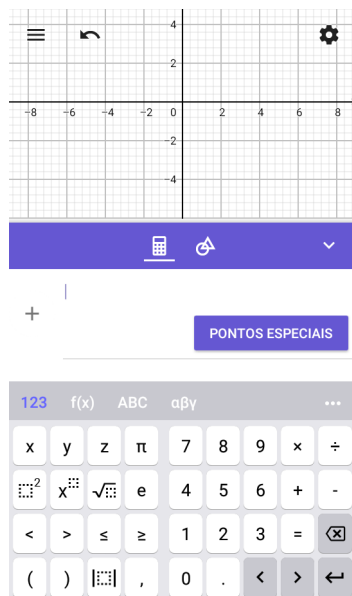 4
2
−8 −6 −4 −2 0 2 4 6 8
−2
−4
PONTOS ESPECIAIS
123 f(x) ABC αβγ
x y z π 7 8 9 × ÷
2 x √ e 4 5 6 + -
< > ≤ ≥ 1 2 3 =
( ) | | , 0 . < >